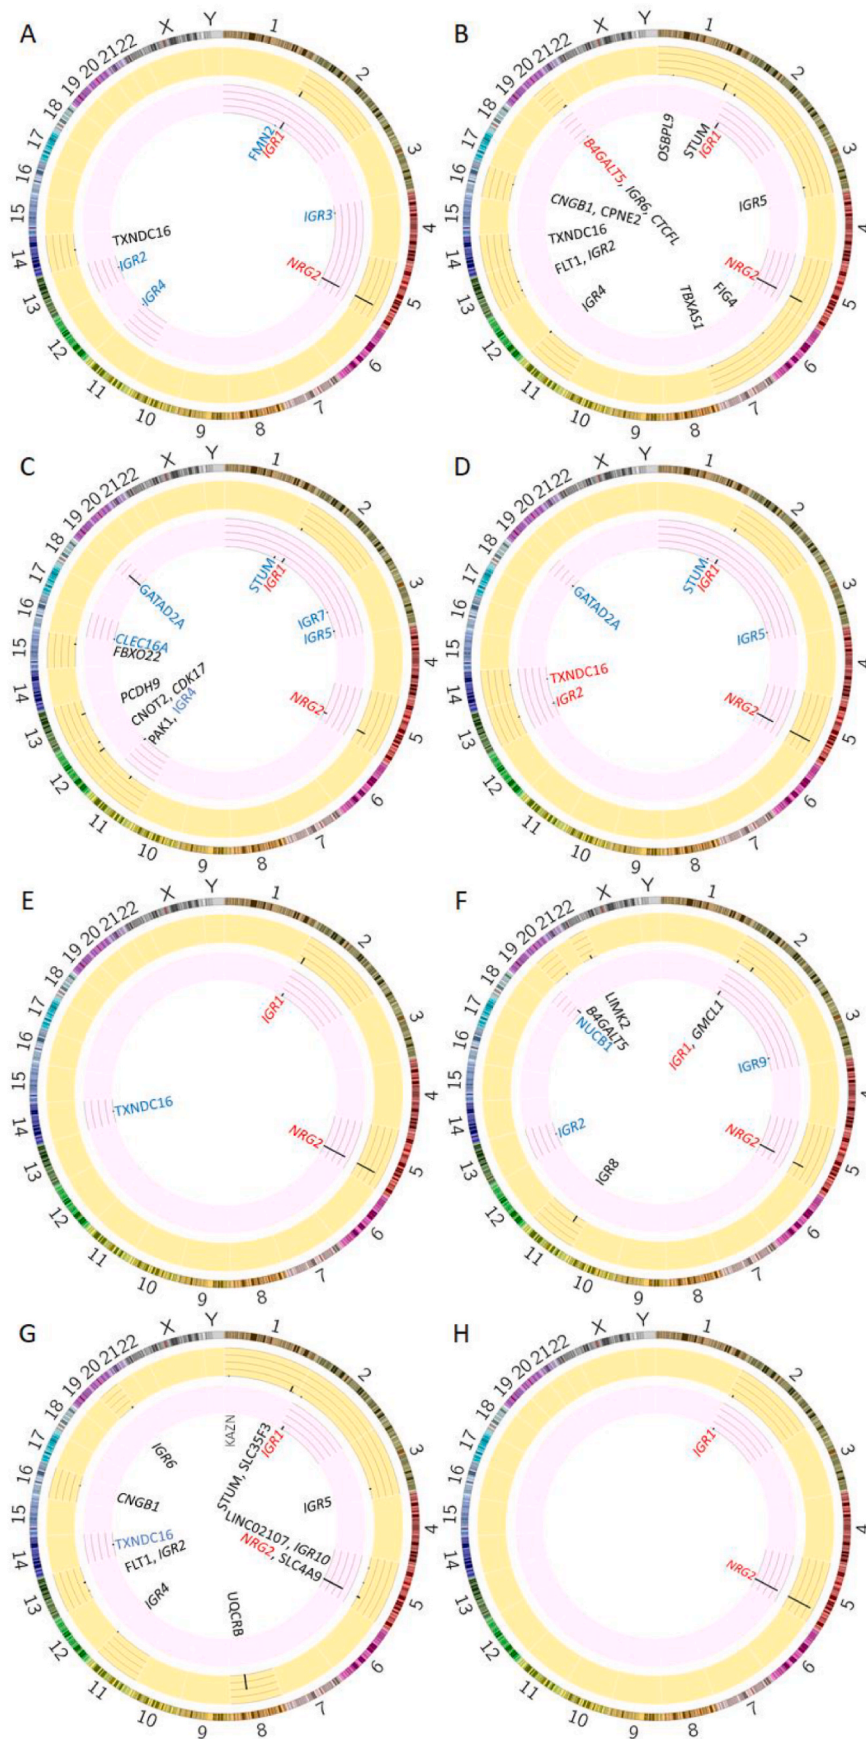 A
X Y 1 2 3 4 5 6 7 8 9 10 11 12 13 14 15 16 17 18 19 20 21 22
FMN2
IGR1
IGR3
NRG2
TXNDC16
IGR2
IGR4
B
X Y 1 2 3 4 5 6 7 8 9 10 11 12 13 14 15 16 17 18 19 20 21 22
OSBPL9
STUM
IGR1
B4GALT5, IGR6, CTCFL
IGR5
CNGB1, CPNE2
TXNDC16
FLT1, IGR2
IGR4
NRG2
FIG4
TBXAS1
C
X Y 1 2 3 4 5 6 7 8 9 10 11 12 13 14 15 16 17 18 19 20 21 22
STUM
IGR1
GATAD2A
IGR7
IGR5
CLEC16A
FBXO22
PCDH9
CNOT2, CDK17
PAK1, IGR4
NRG2
D
X Y 1 2 3 4 5 6 7 8 9 10 11 12 13 14 15 16 17 18 19 20 21 22
STUM
IGR1
GATAD2A
IGR5
TXNDC16
IGR2
NRG2
E
X Y 1 2 3 4 5 6 7 8 9 10 11 12 13 14 15 16 17 18 19 20 21 22
IGR1
TXNDC16
NRG2
F
X Y 1 2 3 4 5 6 7 8 9 10 11 12 13 14 15 16 17 18 19 20 21 22
LIMK2
B4GALT5
NUCB1
IGR1, GMCL1
IGR9
NRG2
IGR2
IGR8
G
X Y 1 2 3 4 5 6 7 8 9 10 11 12 13 14 15 16 17 18 19 20 21 22
KAZN
STUM, SLC35F3
IGR1
IGR6
IGR5
CNGB1
LINC02107, IGR10
NRG2, SLC4A9
TXNDC16
FLT1, IGR2
IGR4
UQCRB
H
X Y 1 2 3 4 5 6 7 8 9 10 11 12 13 14 15 16 17 18 19 20 21 22
IGR1
NRG2